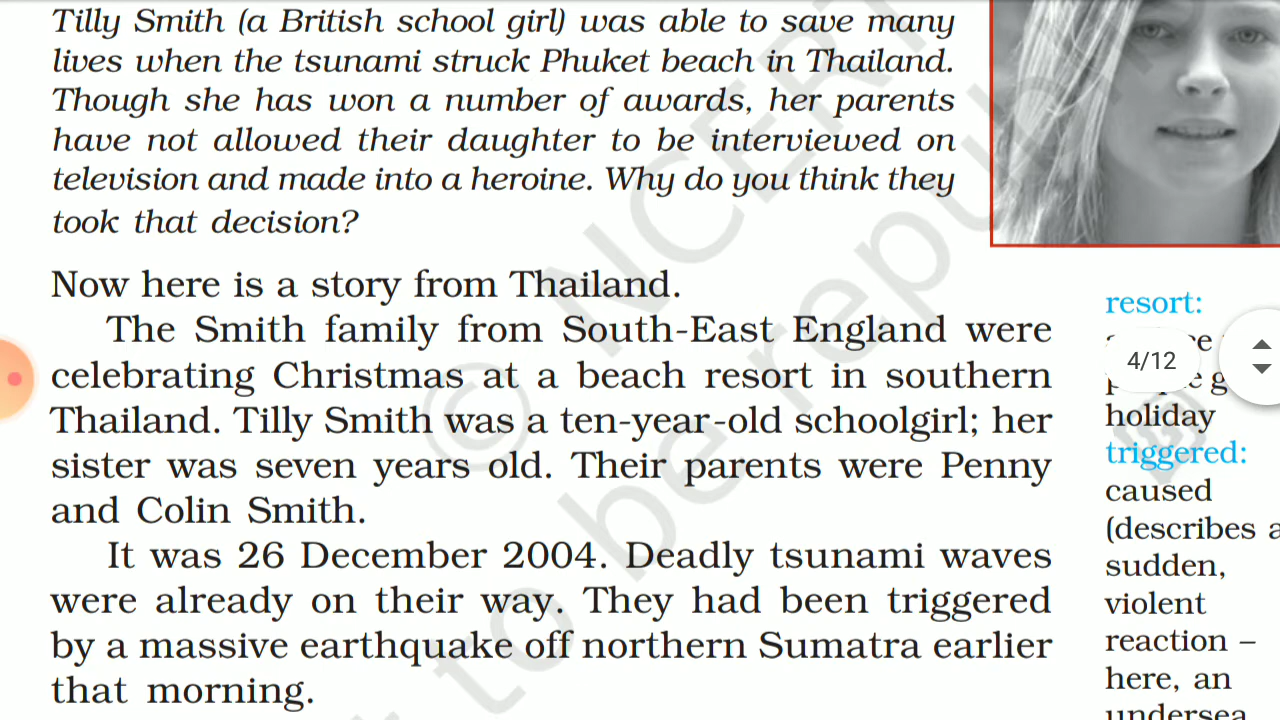 Tilly Smith (a British school girl) was able to save many
lives when the tsunami struck Phuket beach in Thailand.
Though she has won a number of awards, her parents
have not allowed their daughter to be interviewed on
television and made into a heroine. Why do you think they
took that decision?
Now here is a story from Thailand.
The Smith family from South-East England were
celebrating Christmas at a beach resort in southern
Thailand. Tilly Smith was a ten-year-old schoolgirl; her
sister was seven years old. Their parents were Penny
and Colin Smith.
It was 26 December 2004. Deadly tsunami waves
were already on their way. They had been triggered
by a massive earthquake off northern Sumatra earlier
that morning.
resort:
4/12
holiday
triggered:
caused
(describes a
sudden,
violent
reaction –
here, an
undersea
© NCERT
to be republ